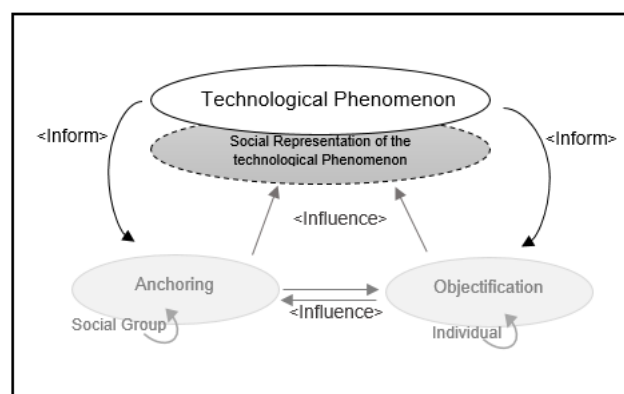 Technological Phenomenon
<Inform>
Social Representation of the
technological Phenomenon
<Inform>
<Influence>
Anchoring
Objectification
<Influence>
Social Group
Individual